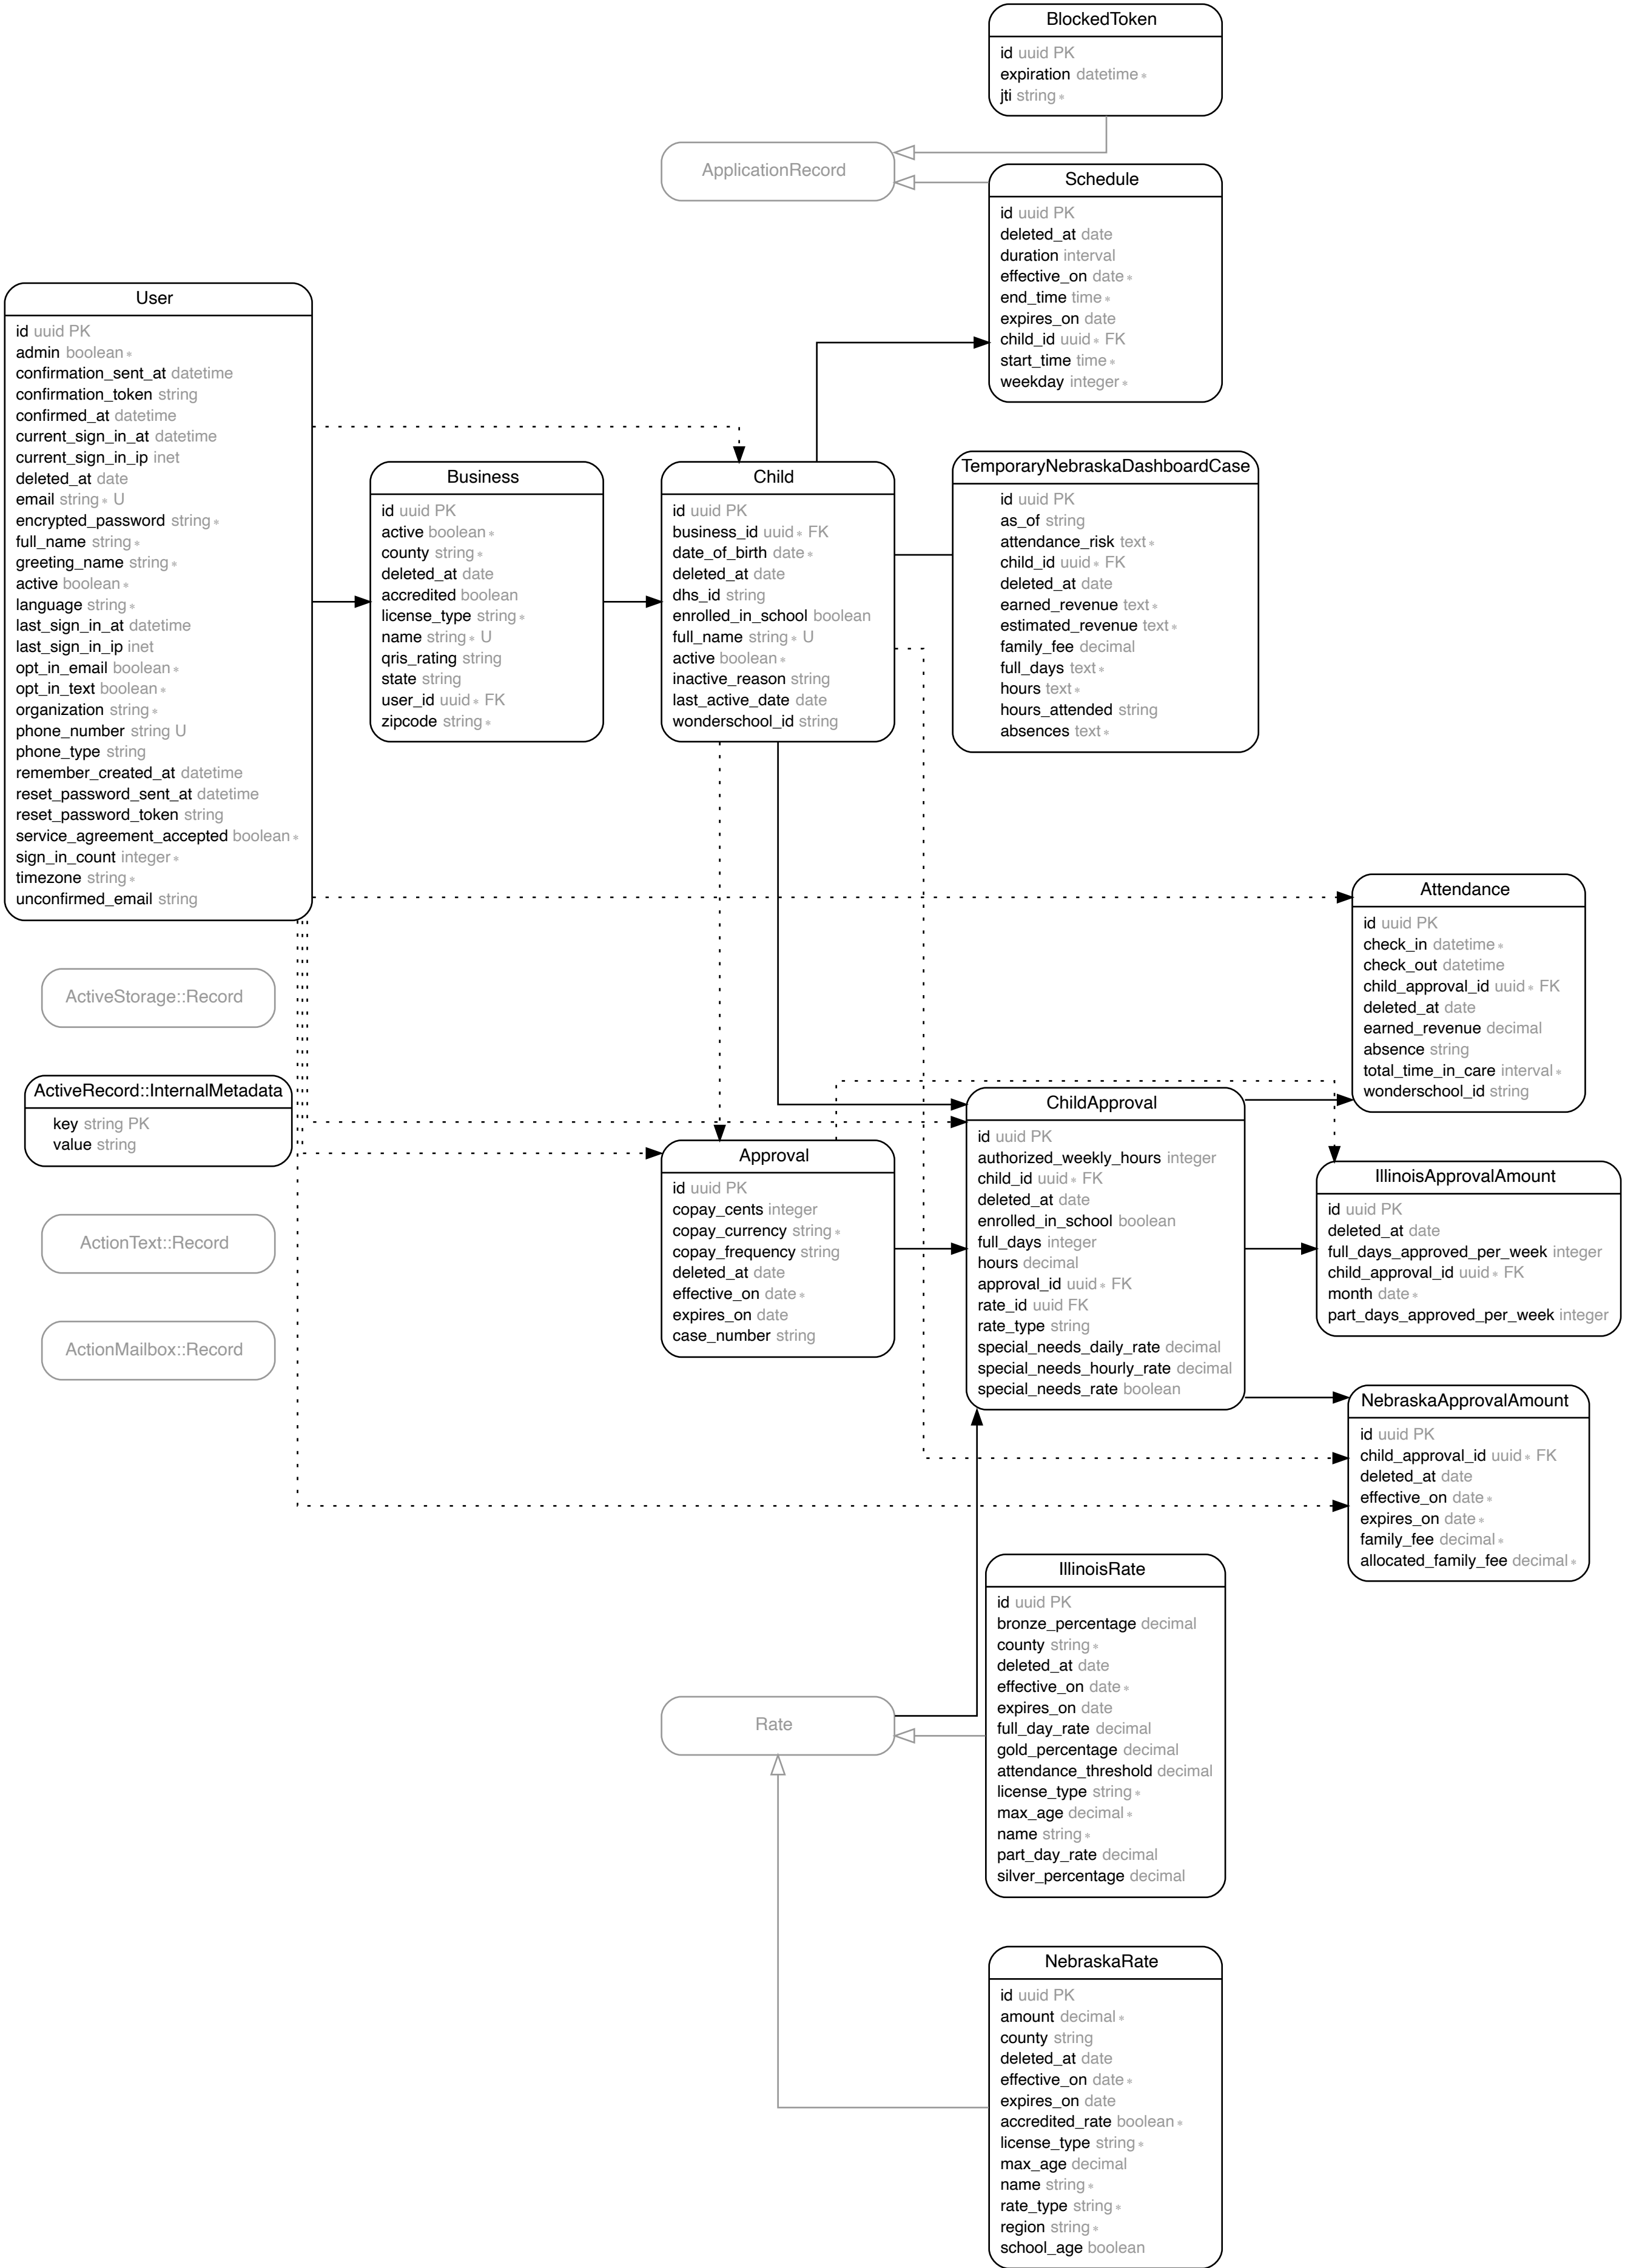 BlockedToken
id uuid PK
expiration datetime ∗
jti string ∗
ApplicationRecord
Schedule
id uuid PK
deleted_at date
duration interval
effective_on date ∗
end_time time ∗
expires_on date
child_id uuid ∗ FK
start_time time ∗
weekday integer ∗
User
id uuid PK
admin boolean ∗
confirmation_sent_at datetime
confirmation_token string
confirmed_at datetime
current_sign_in_at datetime
current_sign_in_ip inet
deleted_at date
email string ∗ U
encrypted_password string ∗
full_name string ∗
greeting_name string ∗
active boolean ∗
language string ∗
last_sign_in_at datetime
last_sign_in_ip inet
opt_in_email boolean ∗
opt_in_text boolean ∗
organization string ∗
phone_number string U
phone_type string
remember_created_at datetime
reset_password_sent_at datetime
reset_password_token string
service_agreement_accepted boolean ∗
sign_in_count integer ∗
timezone string ∗
unconfirmed_email string
Business
id uuid PK
active boolean ∗
county string ∗
deleted_at date
accredited boolean
license_type string ∗
name string ∗ U
qris_rating string
state string
user_id uuid ∗ FK
zipcode string ∗
Child
id uuid PK
business_id uuid ∗ FK
date_of_birth date ∗
deleted_at date
dhs_id string
enrolled_in_school boolean
full_name string ∗ U
active boolean ∗
inactive_reason string
last_active_date date
wonderschool_id string
TemporaryNebraskaDashboardCase
id uuid PK
as_of string
attendance_risk text ∗
child_id uuid ∗ FK
deleted_at date
earned_revenue text ∗
estimated_revenue text ∗
family_fee decimal
full_days text ∗
hours text ∗
hours_attended string
absences text ∗
Attendance
id uuid PK
check_in datetime ∗
check_out datetime
child_approval_id uuid ∗ FK
deleted_at date
earned_revenue decimal
absence string
total_time_in_care interval ∗
wonderschool_id string
ActiveStorage::Record
ActiveRecord::InternalMetadata
key string PK
value string
ActionText::Record
ActionMailbox::Record
Approval
id uuid PK
copay_cents integer
copay_currency string ∗
copay_frequency string
deleted_at date
effective_on date ∗
expires_on date
case_number string
ChildApproval
id uuid PK
authorized_weekly_hours integer
child_id uuid ∗ FK
deleted_at date
enrolled_in_school boolean
full_days integer
hours decimal
approval_id uuid ∗ FK
rate_id uuid FK
rate_type string
special_needs_daily_rate decimal
special_needs_hourly_rate decimal
special_needs_rate boolean
IllinoisApprovalAmount
id uuid PK
deleted_at date
full_days_approved_per_week integer
child_approval_id uuid ∗ FK
month date ∗
part_days_approved_per_week integer
NebraskaApprovalAmount
id uuid PK
child_approval_id uuid ∗ FK
deleted_at date
effective_on date ∗
expires_on date ∗
family_fee decimal ∗
allocated_family_fee decimal ∗
IllinoisRate
id uuid PK
bronze_percentage decimal
county string ∗
deleted_at date
effective_on date ∗
expires_on date
full_day_rate decimal
gold_percentage decimal
attendance_threshold decimal
license_type string ∗
max_age decimal ∗
name string ∗
part_day_rate decimal
silver_percentage decimal
Rate
NebraskaRate
id uuid PK
amount decimal ∗
county string
deleted_at date
effective_on date ∗
expires_on date
accredited_rate boolean ∗
license_type string ∗
max_age decimal
name string ∗
rate_type string ∗
region string ∗
school_age boolean